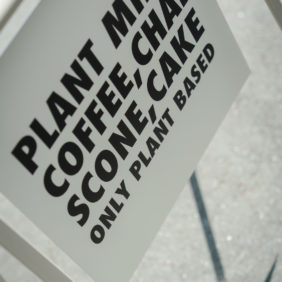 PLANT
COFFEE,
SCONE, CAKE
ONLY PLANT BASED